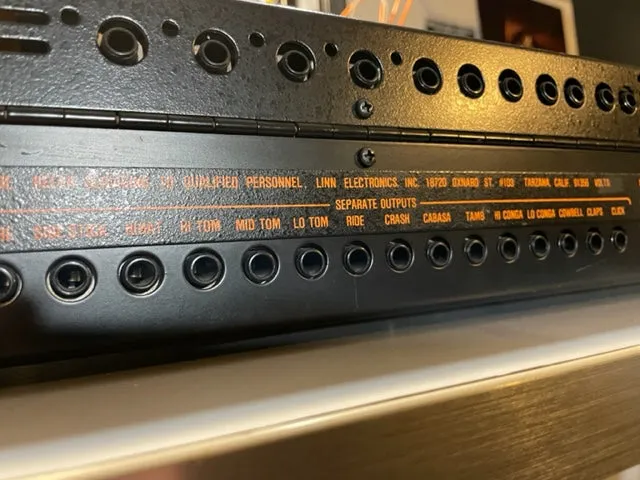 PERSONNEL. LINN ELECTRONICS, INC. 18720 OXNARD ST. #103 TARZANA, CALIF. 91356 VOLTS
SEPARATE OUTPUTS
HI TOM MID TOM LO TOM RIDE CRASH CABASA TAMB HI CONGA LO CONGA COWBELL CLAPS CLICK